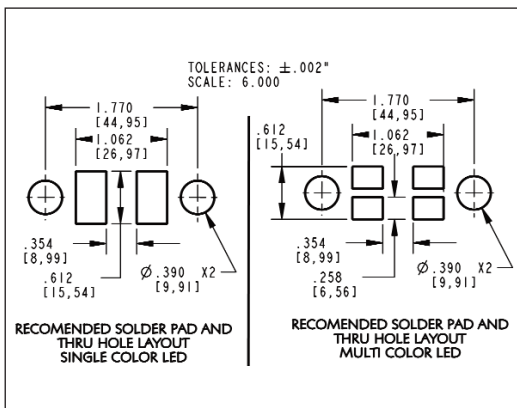 TOLERANCES: ±.002"
SCALE: 6.000
1.770
[44,95]
1.062
[26,97]
.354
[8,99]
.612
[15,54]
Ø.390 X2
[9,91]
RECOMENDED SOLDER PAD AND
THRU HOLE LAYOUT
SINGLE COLOR LED
1.770
[44,95]
.612
[15,54]
1.062
[26,97]
.354
[8,99]
.258
[6,56]
Ø.390 X2
[9,91]
RECOMENDED SOLDER PAD AND
THRU HOLE LAYOUT
MULTI COLOR LED